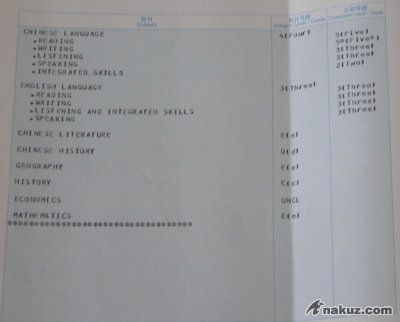 科目 科目等級 分部等級
Subject Subject Level / Grade Component Level / Grade
CHINESE LANGUAGE 4(Four)
READING 5(Five)
WRITING 5*(Five*)
LISTENING 3(Three)
SPEAKING 3(Three)
INTEGRATED SKILLS 2(Two)
ENGLISH LANGUAGE 3(Three)
READING 3(Three)
WRITING 3(Three)
LISTENING AND INTEGRATED SKILLS 3(Three)
SPEAKING 3(Three)
CHINESE LITERATURE E(e)
CHINESE HISTORY D(d)
GEOGRAPHY E(e)
HISTORY C(c)
ECONOMICS UNCL
MATHEMATICS E(e)
nakuz.com